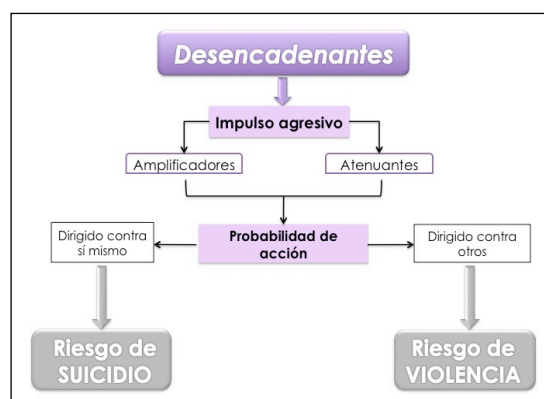 Desencadenantes
Impulso agresivo
Amplificadores
Atenuantes
Probabilidad de
acción
Dirigido contra
sí mismo
Dirigido contra
otros
Riesgo de
SUICIDIO
Riesgo de
VIOLENCIA